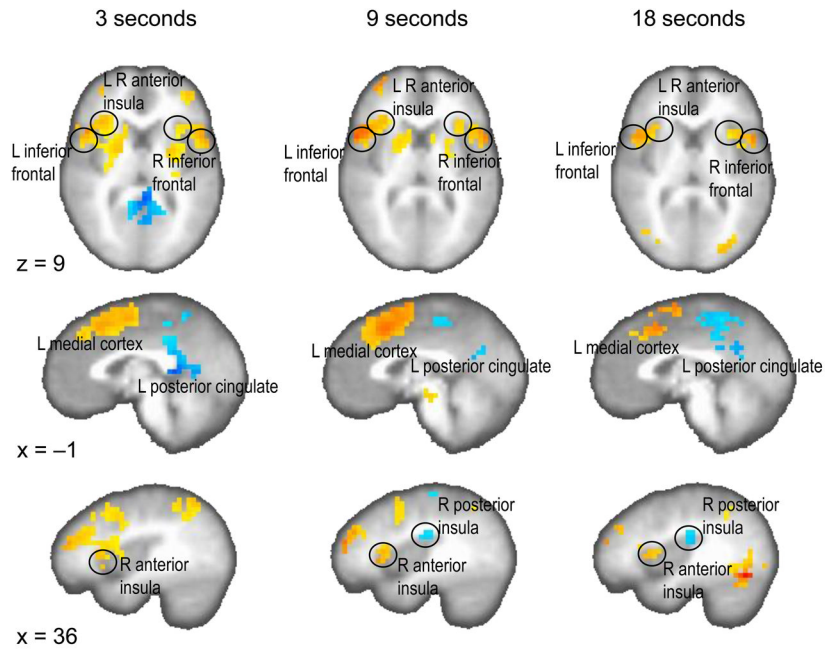 3 seconds
9 seconds
18 seconds
L R anterior
insula
L inferior
frontal
R inferior
frontal
L R anterior
insula
L inferior
frontal
R inferior
frontal
L R anterior
insula
L inferior
frontal
R inferior
frontal
z = 9
L medial cortex
L posterior cingulate
L medial cortex
L posterior cingulate
L medial cortex
L posterior cingulate
x = –1
R anterior
insula
R posterior
insula
R anterior
insula
R posterior
insula
R anterior
insula
x = 36